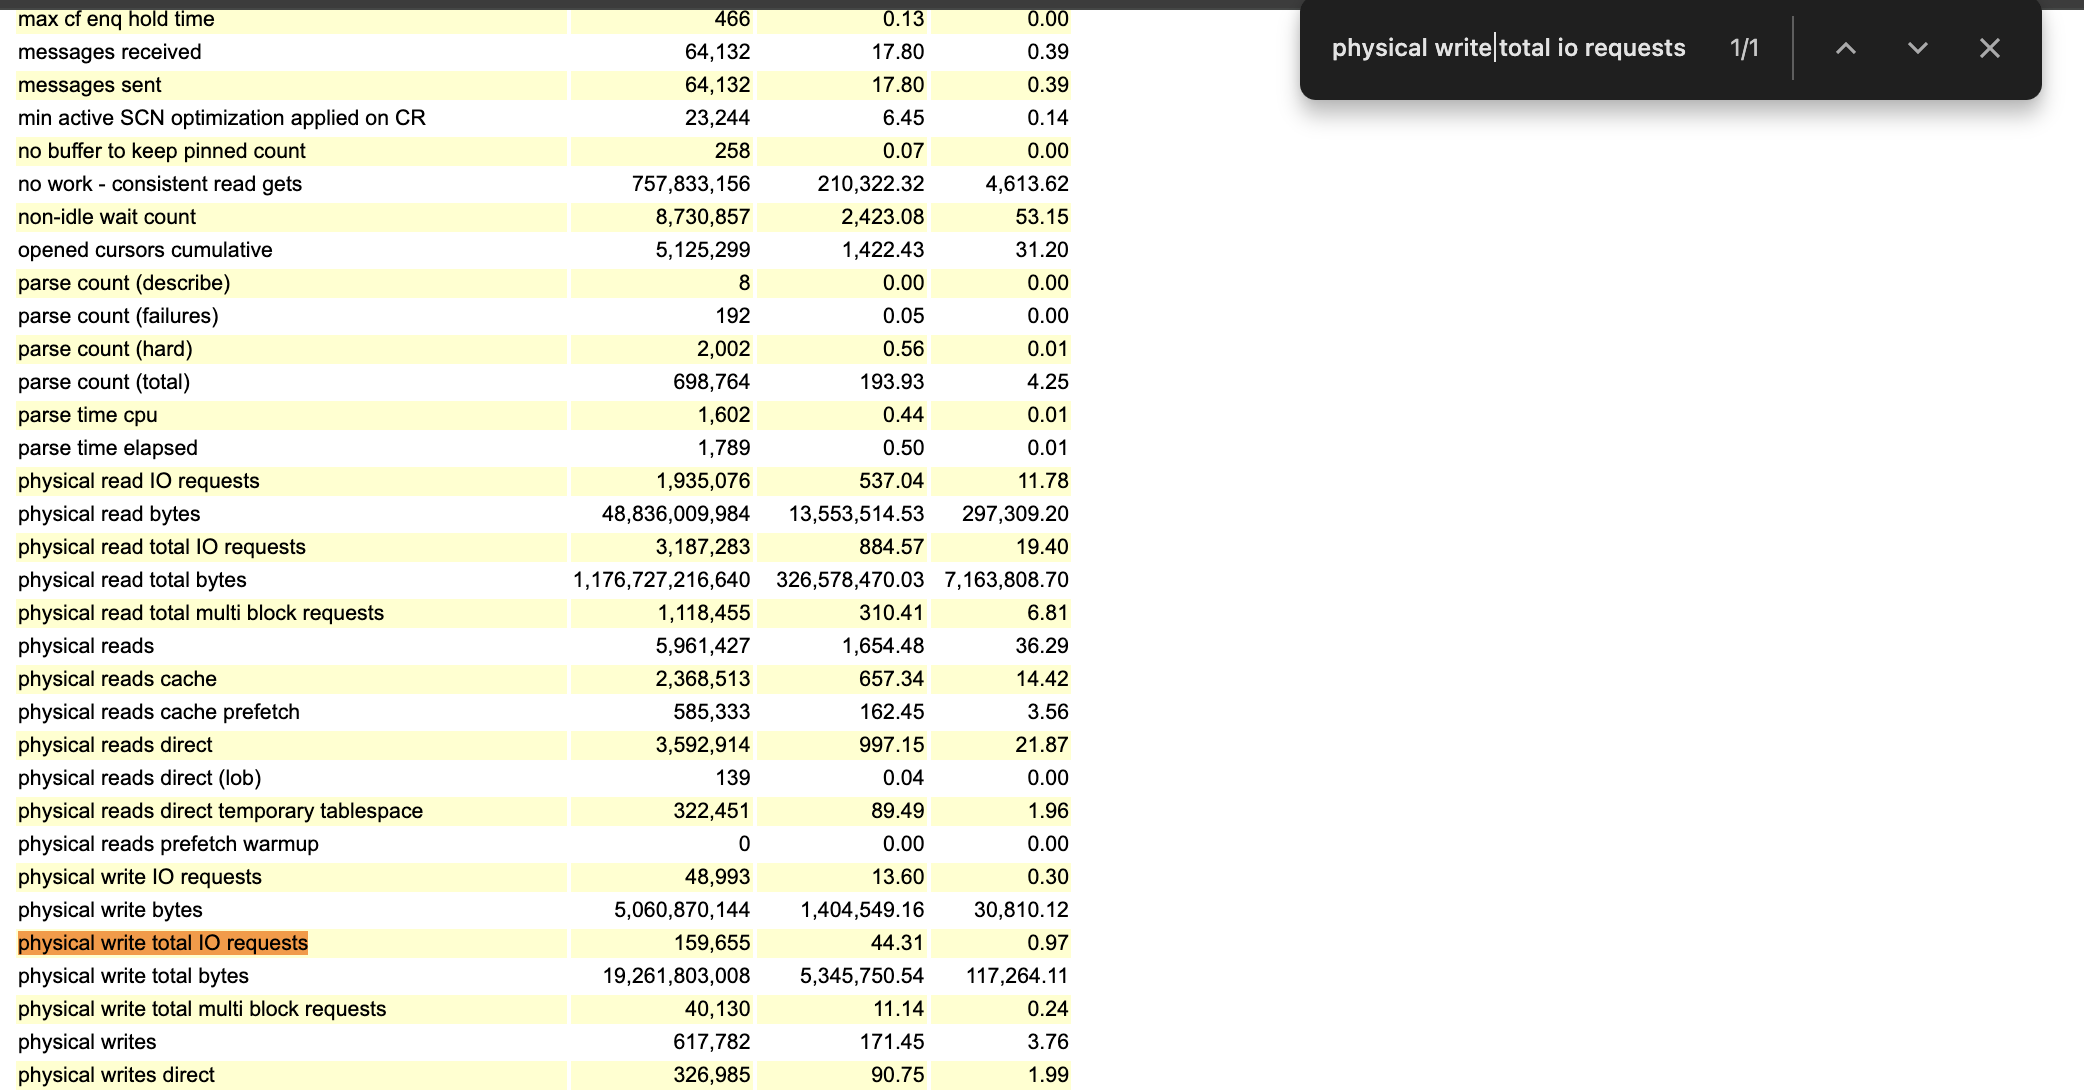 max cf enq hold time 466 0.13 0.00
physical write total io requests 1/1
messages received 64,132 17.80 0.39
messages sent 64,132 17.80 0.39
min active SCN optimization applied on CR 23,244 6.45 0.14
no buffer to keep pinned count 258 0.07 0.00
no work - consistent read gets 757,833,156 210,322.32 4,613.62
non-idle wait count 8,730,857 2,423.08 53.15
opened cursors cumulative 5,125,299 1,422.43 31.20
parse count (describe) 8 0.00 0.00
parse count (failures) 192 0.05 0.00
parse count (hard) 2,002 0.56 0.01
parse count (total) 698,764 193.93 4.25
parse time cpu 1,602 0.44 0.01
parse time elapsed 1,789 0.50 0.01
physical read IO requests 1,935,076 537.04 11.78
physical read bytes 48,836,009,984 13,553,514.53 297,309.20
physical read total IO requests 3,187,283 884.57 19.40
physical read total bytes 1,176,727,216,640 326,578,470.03 7,163,808.70
physical read total multi block requests 1,118,455 310.41 6.81
physical reads 5,961,427 1,654.48 36.29
physical reads cache 2,368,513 657.34 14.42
physical reads cache prefetch 585,333 162.45 3.56
physical reads direct 3,592,914 997.15 21.87
physical reads direct (lob) 139 0.04 0.00
physical reads direct temporary tablespace 322,451 89.49 1.96
physical reads prefetch warmup 0 0.00 0.00
physical write IO requests 48,993 13.60 0.30
physical write bytes 5,060,870,144 1,404,549.16 30,810.12
physical write total IO requests 159,655 44.31 0.97
physical write total bytes 19,261,803,008 5,345,750.54 117,264.11
physical write total multi block requests 40,130 11.14 0.24
physical writes 617,782 171.45 3.76
physical writes direct 326,985 90.75 1.99